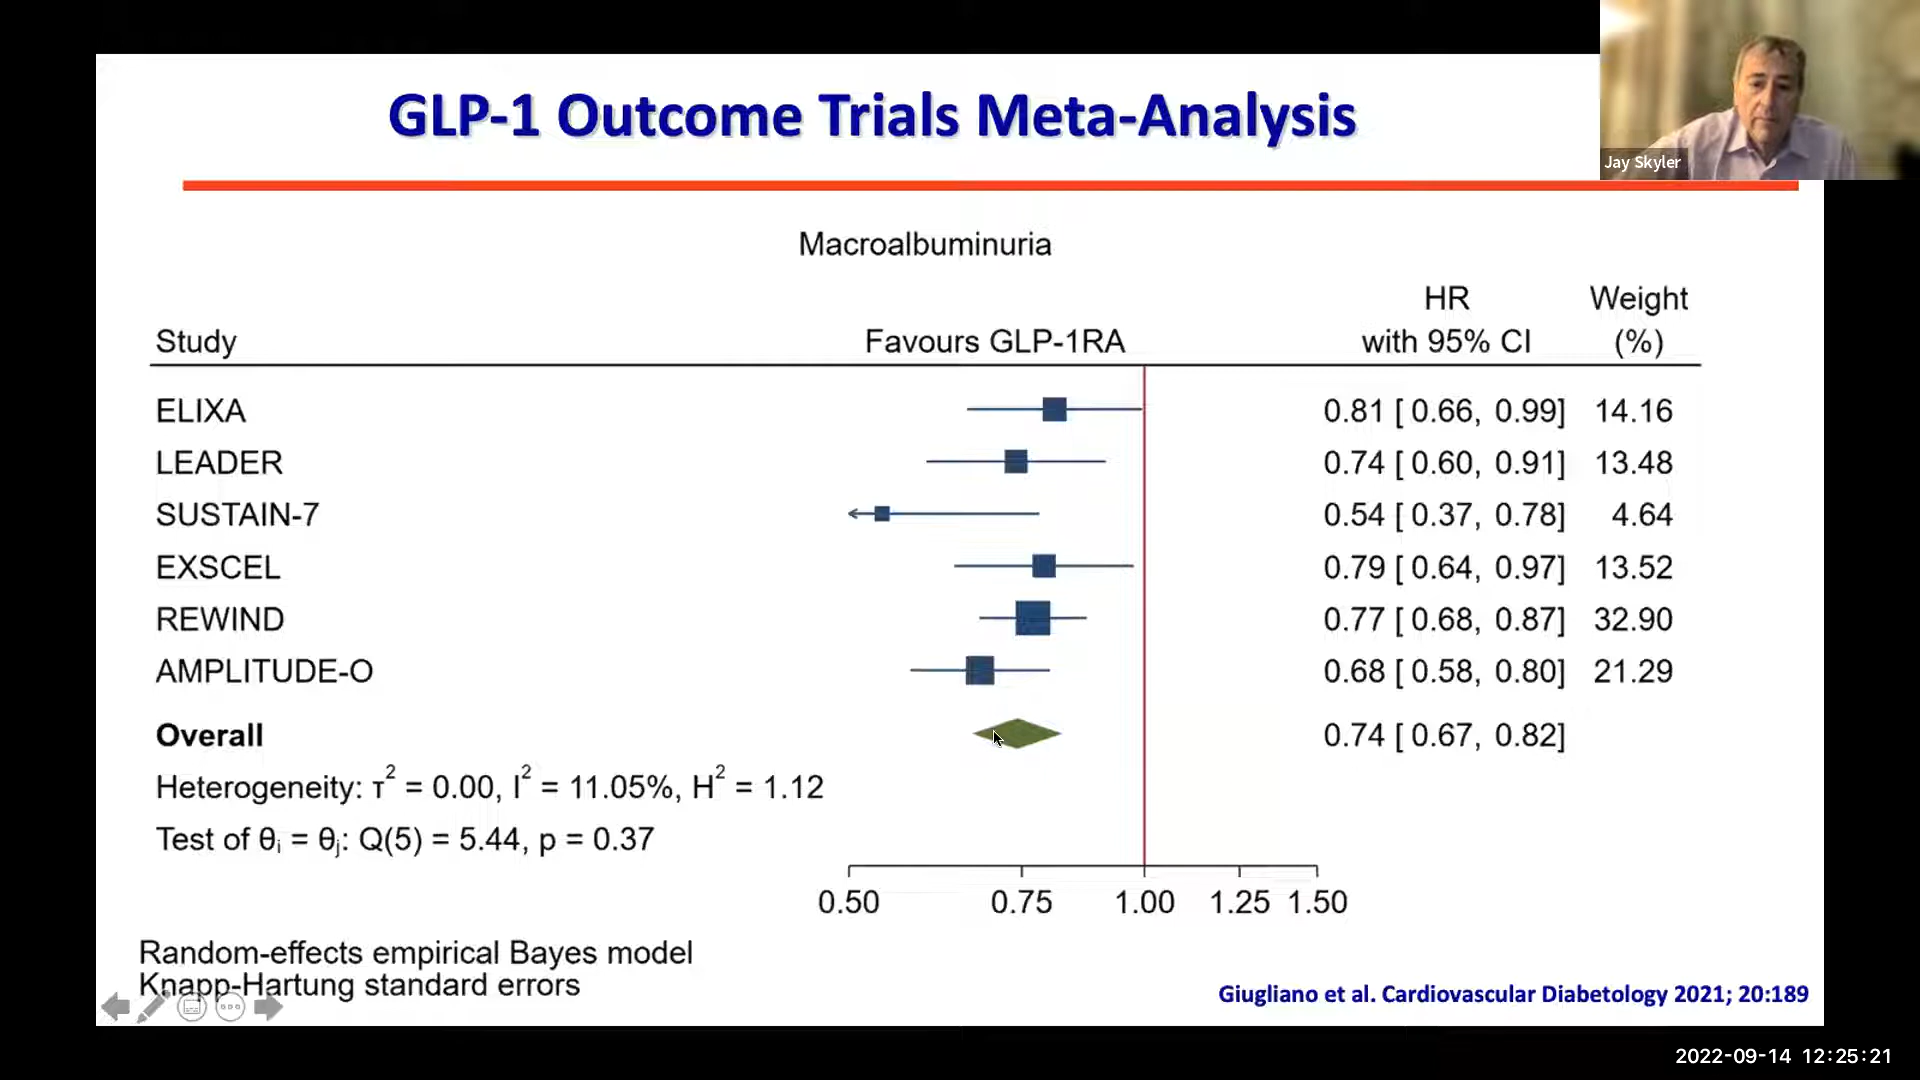 GLP-1 Outcome Trials Meta-Analysis
Jay Skyler
Macroalbuminuria
HR Weight
Study Favours GLP-1RA with 95% CI (%)
ELIXA 0.81 [ 0.66, 0.99] 14.16
LEADER 0.74 [ 0.60, 0.91] 13.48
SUSTAIN-7 0.54 [ 0.37, 0.78] 4.64
EXSCEL 0.79 [ 0.64, 0.97] 13.52
REWIND 0.77 [ 0.68, 0.87] 32.90
AMPLITUDE-O 0.68 [ 0.58, 0.80] 21.29
Overall 0.74 [ 0.67, 0.82]
Heterogeneity: τ² = 0.00, I² = 11.05%, H² = 1.12
Test of θᵢ = θⱼ: Q(5) = 5.44, p = 0.37
0.50 0.75 1.00 1.25 1.50
Random-effects empirical Bayes model
Knapp-Hartung standard errors
Giugliano et al. Cardiovascular Diabetology 2021; 20:189
2022-09-14 12:25:21